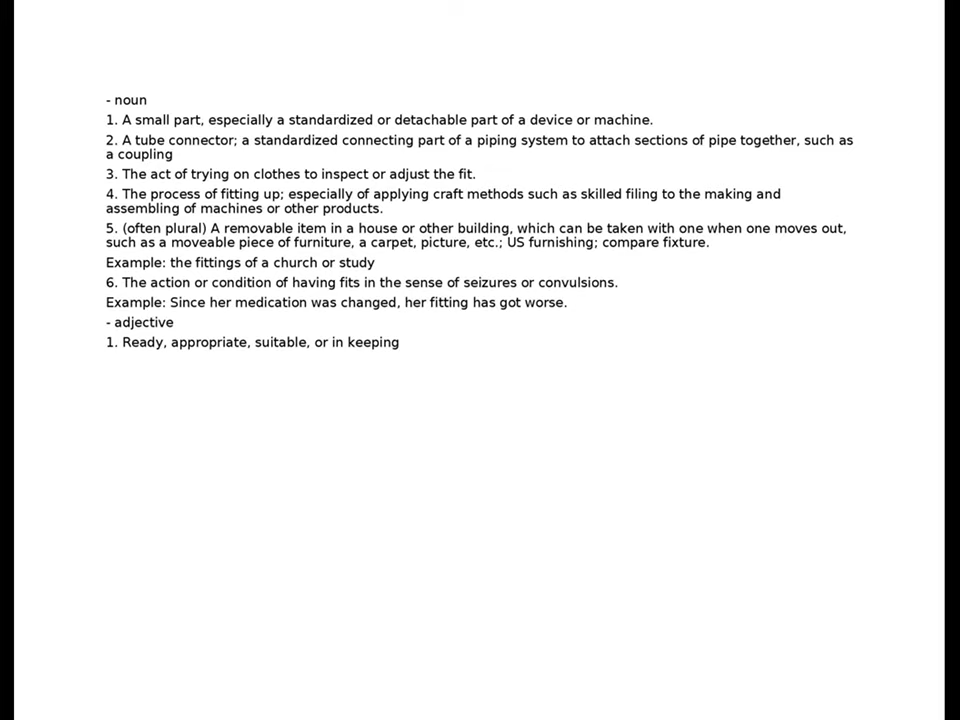 - noun
1. A small part, especially a standardized or detachable part of a device or machine.
2. A tube connector; a standardized connecting part of a piping system to attach sections of pipe together, such as
a coupling
3. The act of trying on clothes to inspect or adjust the fit.
4. The process of fitting up; especially of applying craft methods such as skilled filing to the making and
assembling of machines or other products.
5. (often plural) A removable item in a house or other building, which can be taken with one when one moves out,
such as a moveable piece of furniture, a carpet, picture, etc.; US furnishing; compare fixture.
Example: the fittings of a church or study
6. The action or condition of having fits in the sense of seizures or convulsions.
Example: Since her medication was changed, her fitting has got worse.
- adjective
1. Ready, appropriate, suitable, or in keeping